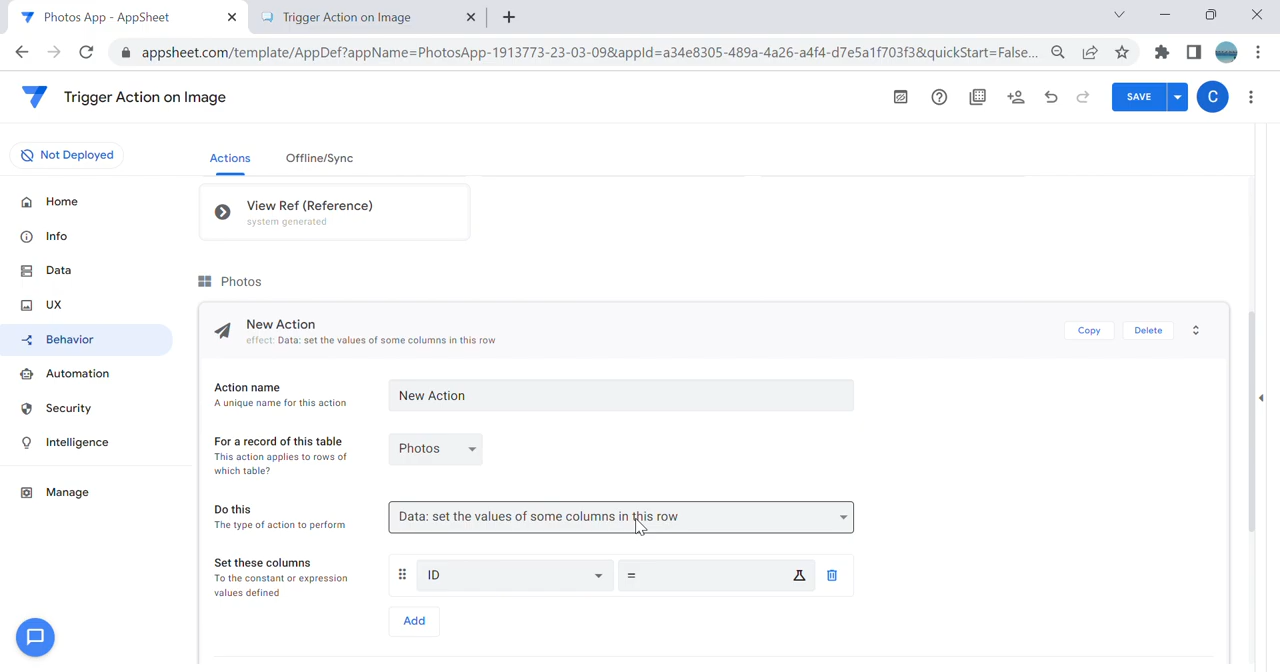 Photos App - AppSheet
Trigger Action on Image
appsheet.com/template/AppDef?appName=PhotosApp-1913773-23-03-09&appId=a34e8305-489a-4a26-a4f4-d7e5a1f703f3&quickStart=False...
Trigger Action on Image
SAVE
C
Not Deployed
Actions
Offline/Sync
Home
Info
Data
UX
Behavior
Automation
Security
Intelligence
Manage
View Ref (Reference)
system generated
Photos
New Action
effect: Data: set the values of some columns in this row
Copy
Delete
Action name
A unique name for this action
New Action
For a record of this table
This action applies to rows of
which table?
Photos
Do this
The type of action to perform
Data: set the values of some columns in this row
Set these columns
To the constant or expression
values defined
ID
=
Add